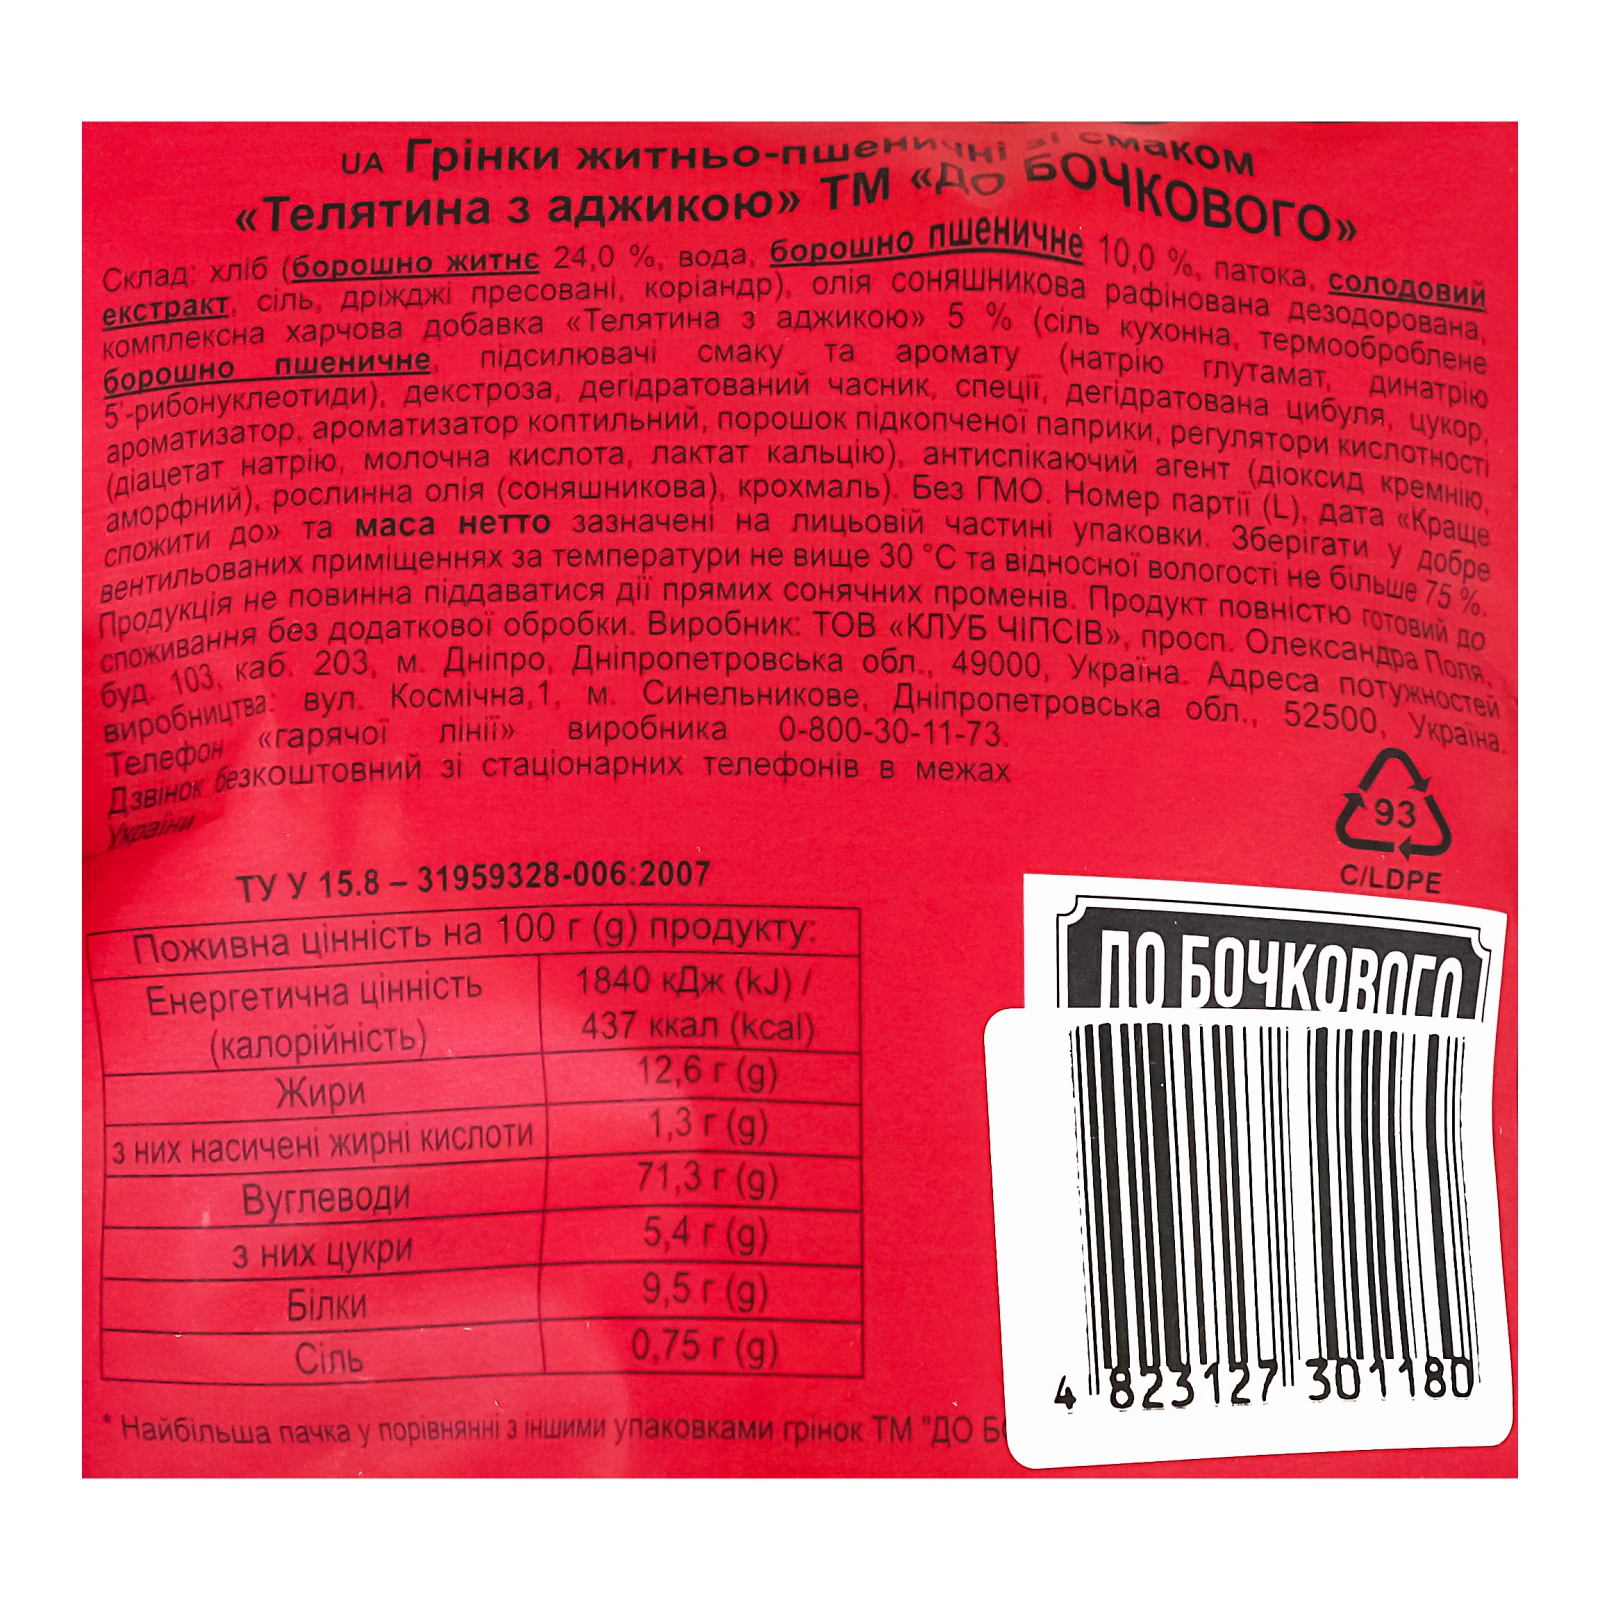 UA Грінки житньо-пшеничні зі смаком
«Телятина з аджикою» ТМ «ДО БОЧКОВОГО»
Склад: хліб (борошно житнє 24,0 %, вода, борошно пшеничне 10,0 %, патока, солодовий
екстракт, сіль, дріжджі пресовані, коріандр), олія соняшникова рафінована дезодорована,
комплексна харчова добавка «Телятина з аджикою» 5 % (сіль кухонна, термооброблене
борошно пшеничне, підсилювачі смаку та аромату (натрію глутамат, динатрію
5'-рибонуклеотиди), декстроза, дегідратований часник, спеції, дегідратована цибуля, цукор,
ароматизатор, ароматизатор коптильний, порошок підкопченої паприки, регулятори кислотності
(діацетат натрію, молочна кислота, лактат кальцію), антиспікаючий агент (діоксид кремнію,
аморфний), рослинна олія (соняшникова), крохмаль). Без ГМО. Номер партії (L), дата «Краще
спожити до» та маса нетто зазначені на лицьовій частині упаковки. Зберігати у добре
вентильованих приміщеннях за температури не вище 30 °C та відносної вологості не більше 75 %.
Продукція не повинна піддаватися дії прямих сонячних променів. Продукт повністю готовий до
споживання без додаткової обробки. Виробник: ТОВ «КЛУБ ЧІПСІВ», просп. Олександра Поля,
буд. 103, каб. 203, м. Дніпро, Дніпропетровська обл., 49000, Україна. Адреса потужностей
виробництва: вул. Космічна,1, м. Синельникове, Дніпропетровська обл., 52500, Україна.
Телефон «гарячої лінії» виробника 0-800-30-11-73.
Дзвінок безкоштовний зі стаціонарних телефонів в межах
України
93
C/LDPE
ТУ У 15.8 – 31959328-006:2007
Поживна цінність на 100 г (g) продукту:
Енергетична цінність (калорійність) 1840 кДж (kJ) / 437 ккал (kcal)
Жири 12,6 г (g)
з них насичені жирні кислоти 1,3 г (g)
Вуглеводи 71,3 г (g)
з них цукри 5,4 г (g)
Білки 9,5 г (g)
Сіль 0,75 г (g)
* Найбільша пачка у порівнянні з іншими упаковками грінок ТМ "ДО Б
ДО БОЧКОВОГО
4 823127 301180